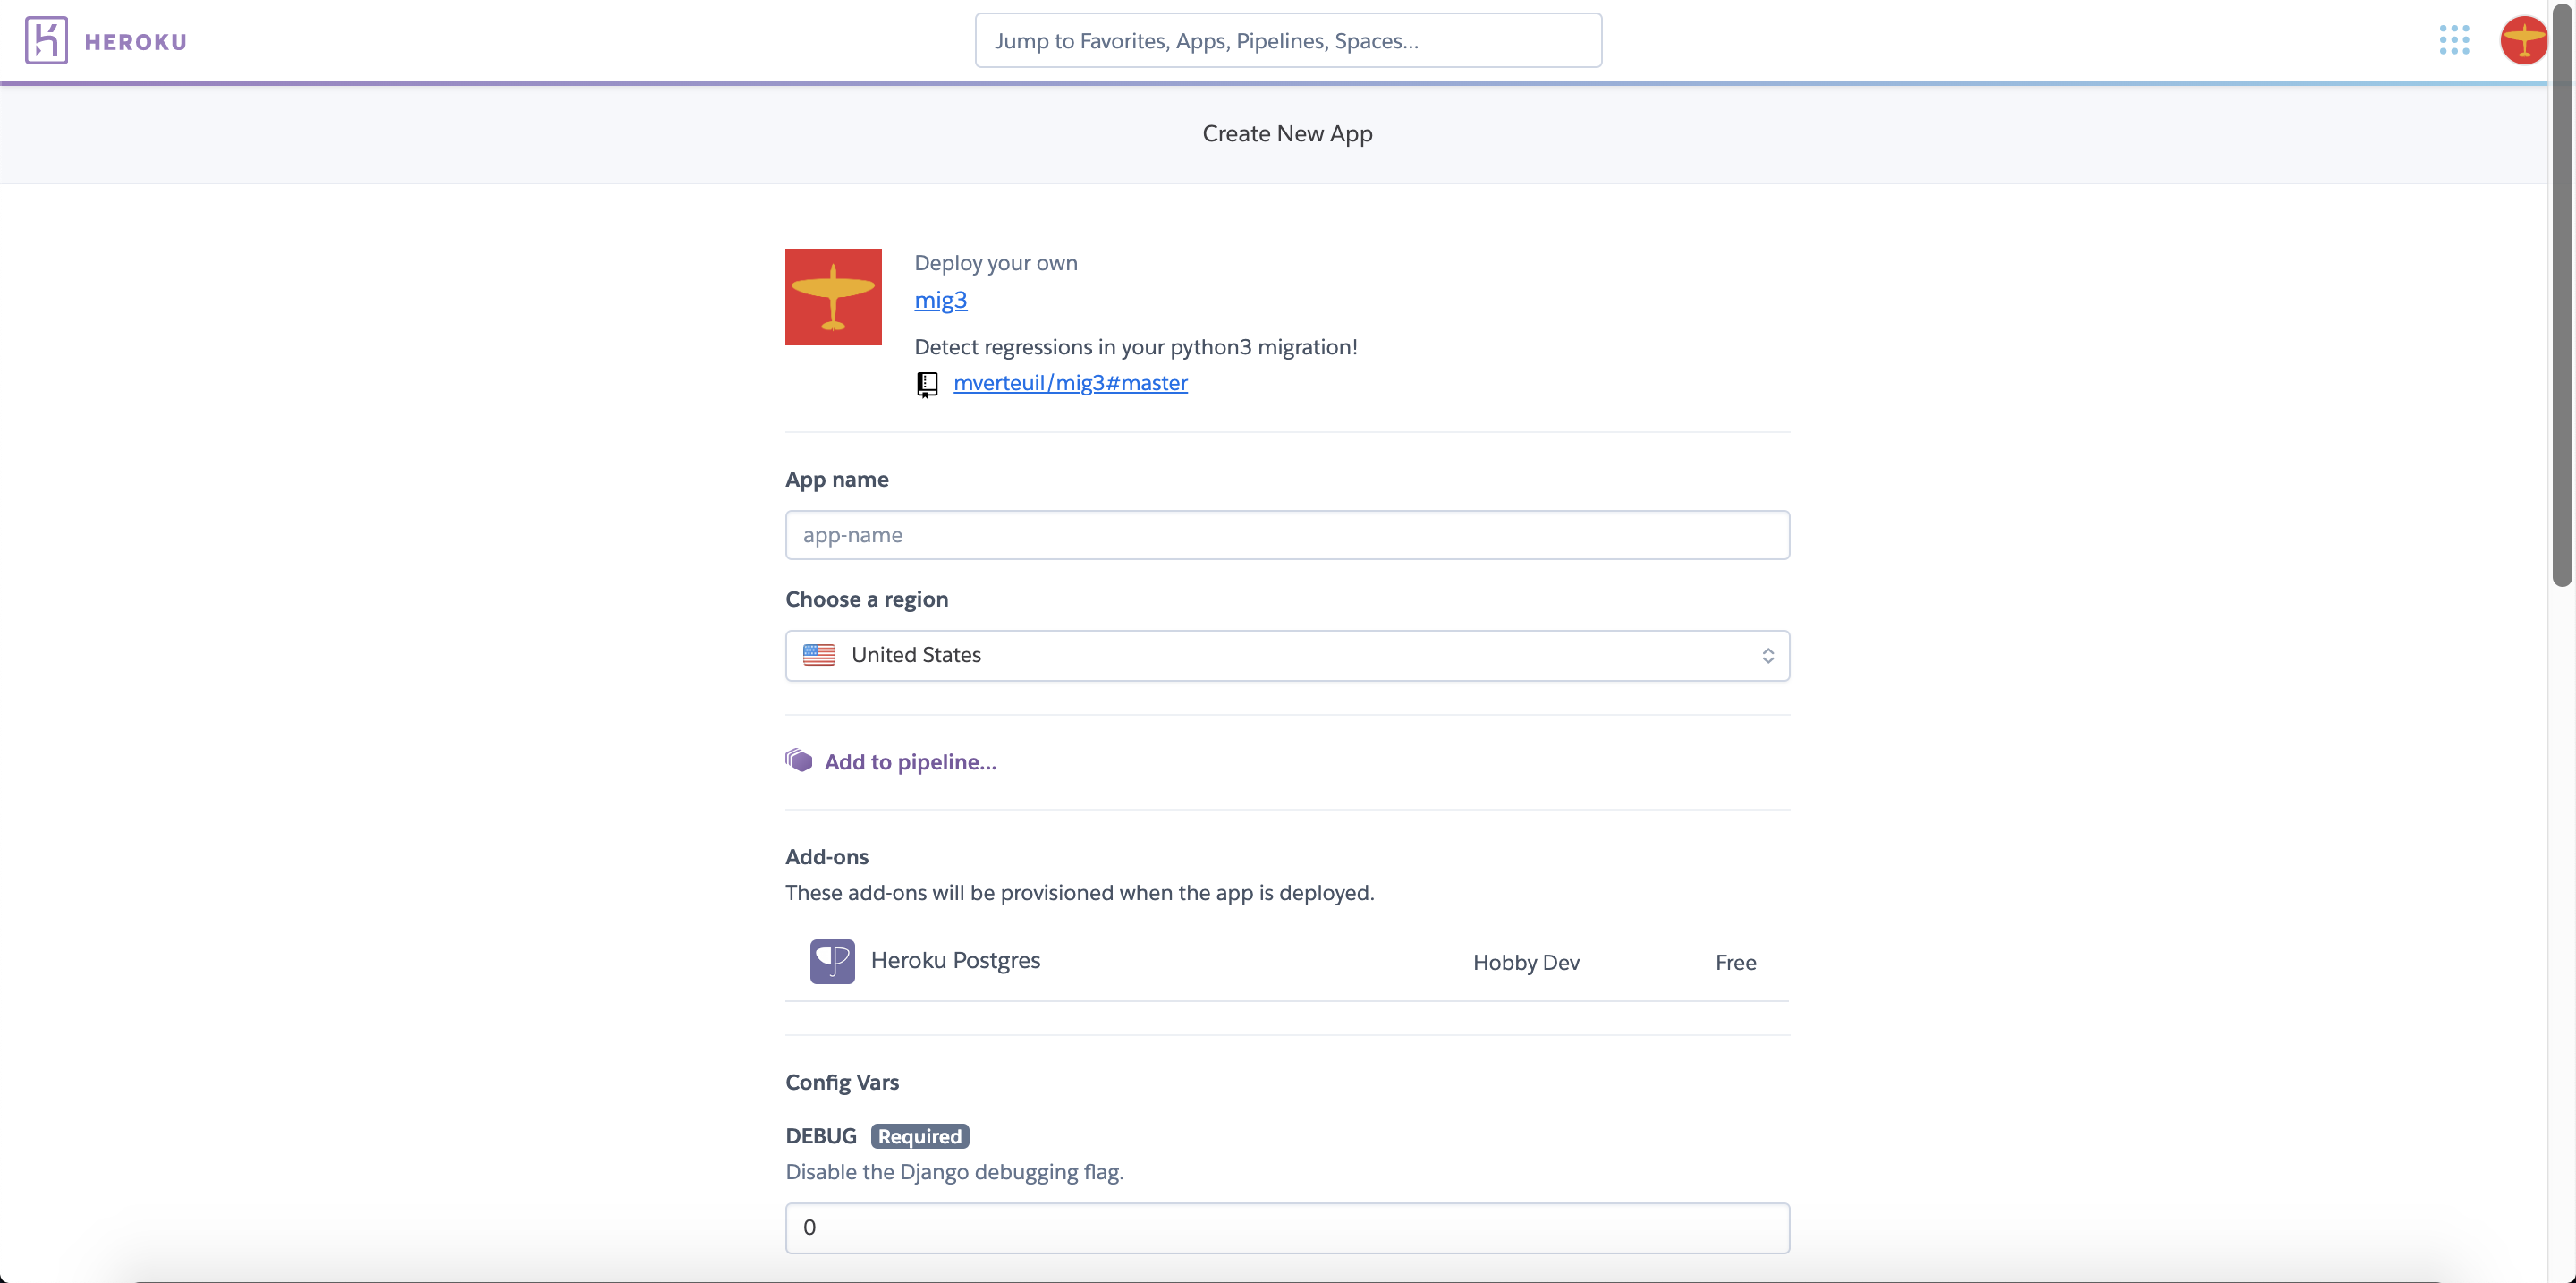 HEROKU
Jump to Favorites, Apps, Pipelines, Spaces...
Create New App
Deploy your own
mig3
Detect regressions in your python3 migration!
mverteuil/mig3#master
App name
app-name
Choose a region
United States
Add to pipeline...
Add-ons
These add-ons will be provisioned when the app is deployed.
Heroku Postgres Hobby Dev Free
Config Vars
DEBUG Required
Disable the Django debugging flag.
0